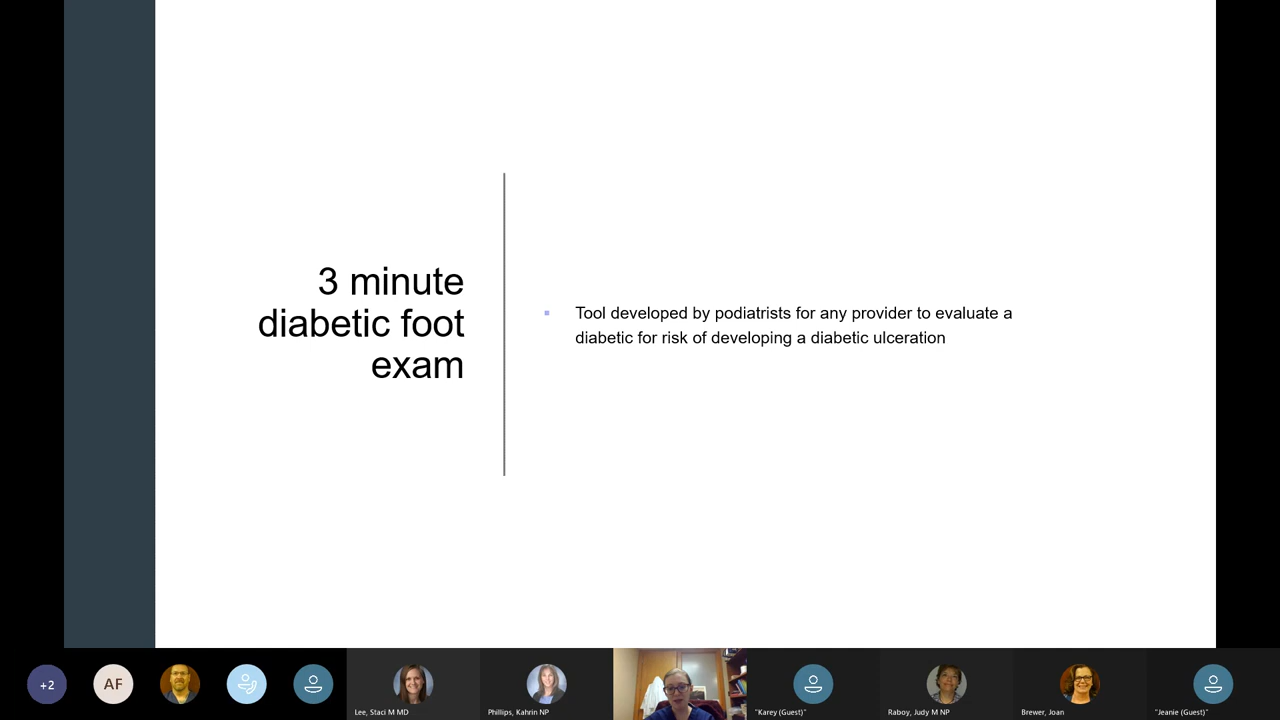 3 minute
diabetic foot
exam
▪ Tool developed by podiatrists for any provider to evaluate a
diabetic for risk of developing a diabetic ulceration
+2
AF
Lee, Staci M MD
Phillips, Kahrin NP
"Karey (Guest)"
Raboy, Judy M NP
Brewer, Joan
"Jeanie (Guest)"